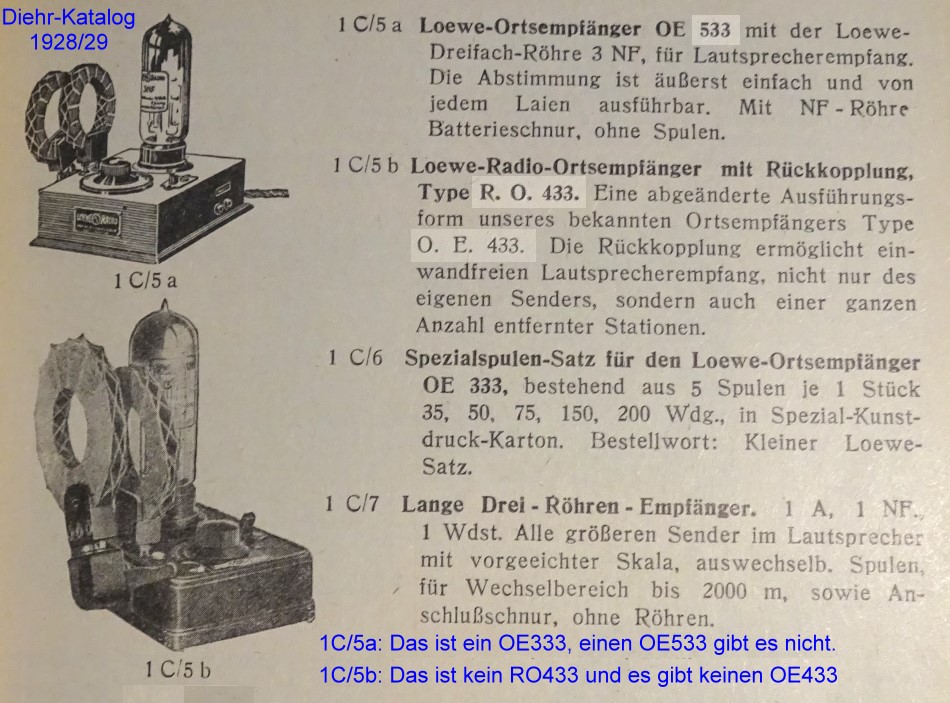 Diehr-Katalog
1928/29
1 C/5 a Loewe-Ortsempfänger OE 533 mit der Loewe-
Dreifach-Röhre 3 NF, für Lautsprecherempfang.
Die Abstimmung ist äußerst einfach und von
jedem Laien ausführbar. Mit NF-Röhre
Batterieschnur, ohne Spulen.
1 C/5 b Loewe-Radio-Ortsempfänger mit Rückkopplung,
Type R. O. 433. Eine abgeänderte Ausführungs-
form unseres bekannten Ortsempfängers Type
O. E. 433. Die Rückkopplung ermöglicht ein-
wandfreien Lautsprecherempfang, nicht nur des
eigenen Senders, sondern auch einer ganzen
Anzahl entfernter Stationen.
1 C/6 Spezialspulen-Satz für den Loewe-Ortsempfänger
OE 333, bestehend aus 5 Spulen je 1 Stück
35, 50, 75, 150, 200 Wdg., in Spezial-Kunst-
druck-Karton. Bestellwort: Kleiner Loewe-
Satz.
1 C/7 Lange Drei-Röhren-Empfänger. 1 A, 1 NF.,
1 Wdst. Alle größeren Sender im Lautsprecher
mit vorgeeichter Skala, auswechselb. Spulen,
für Wechselbereich bis 2000 m, sowie An-
schlußschnur, ohne Röhren.
3NF
LOEWE RADIO
1 C/5 a
1 C/5 b
1C/5a: Das ist ein OE333, einen OE533 gibt es nicht.
1C/5b: Das ist kein RO433 und es gibt keinen OE433